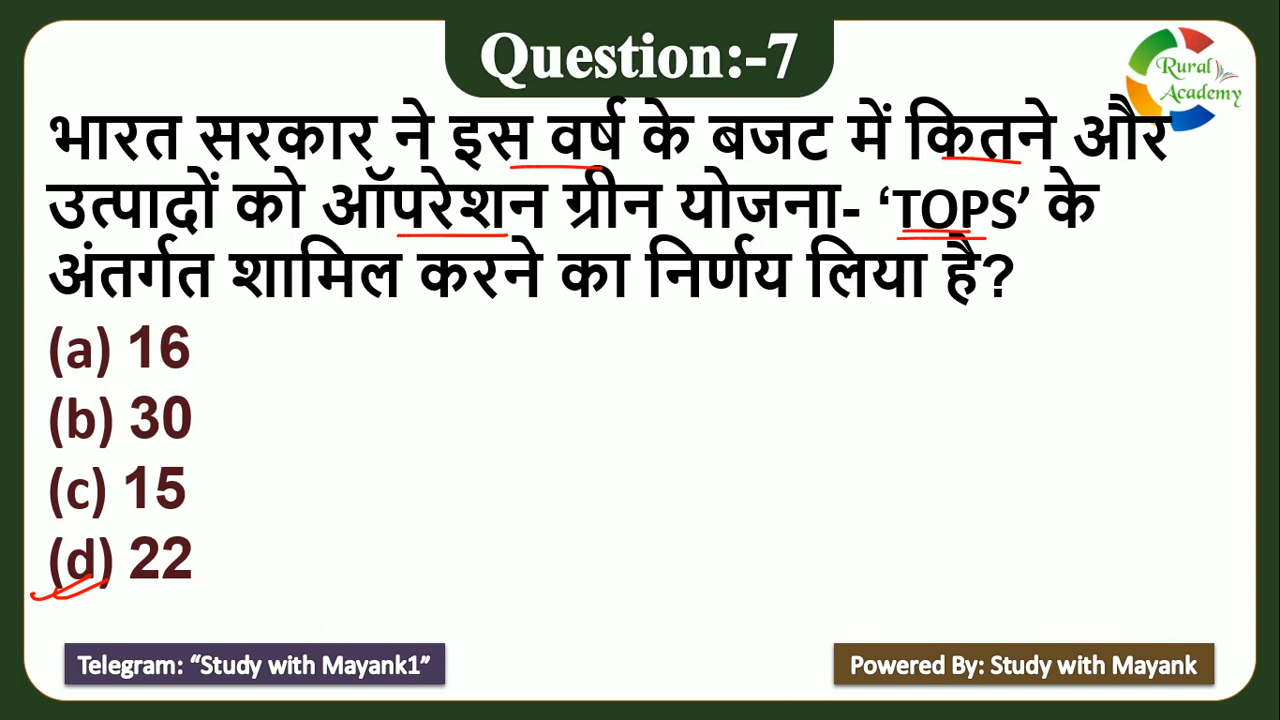 Question:-7
Rural
Academy
भारत सरकार ने इस वर्ष के बजट में कितने और
उत्पादों को ऑपरेशन ग्रीन योजना- ‘TOPS’ के
अंतर्गत शामिल करने का निर्णय लिया है?
(a) 16
(b) 30
(c) 15
(d) 22
Telegram: “Study with Mayank1”
Powered By: Study with Mayank